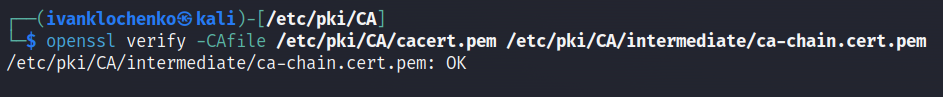 ┌──(ivanklochenko㉿kali)-[/etc/pki/CA]
└─$ openssl verify -CAfile /etc/pki/CA/cacert.pem /etc/pki/CA/intermediate/ca-chain.cert.pem
/etc/pki/CA/intermediate/ca-chain.cert.pem: OK